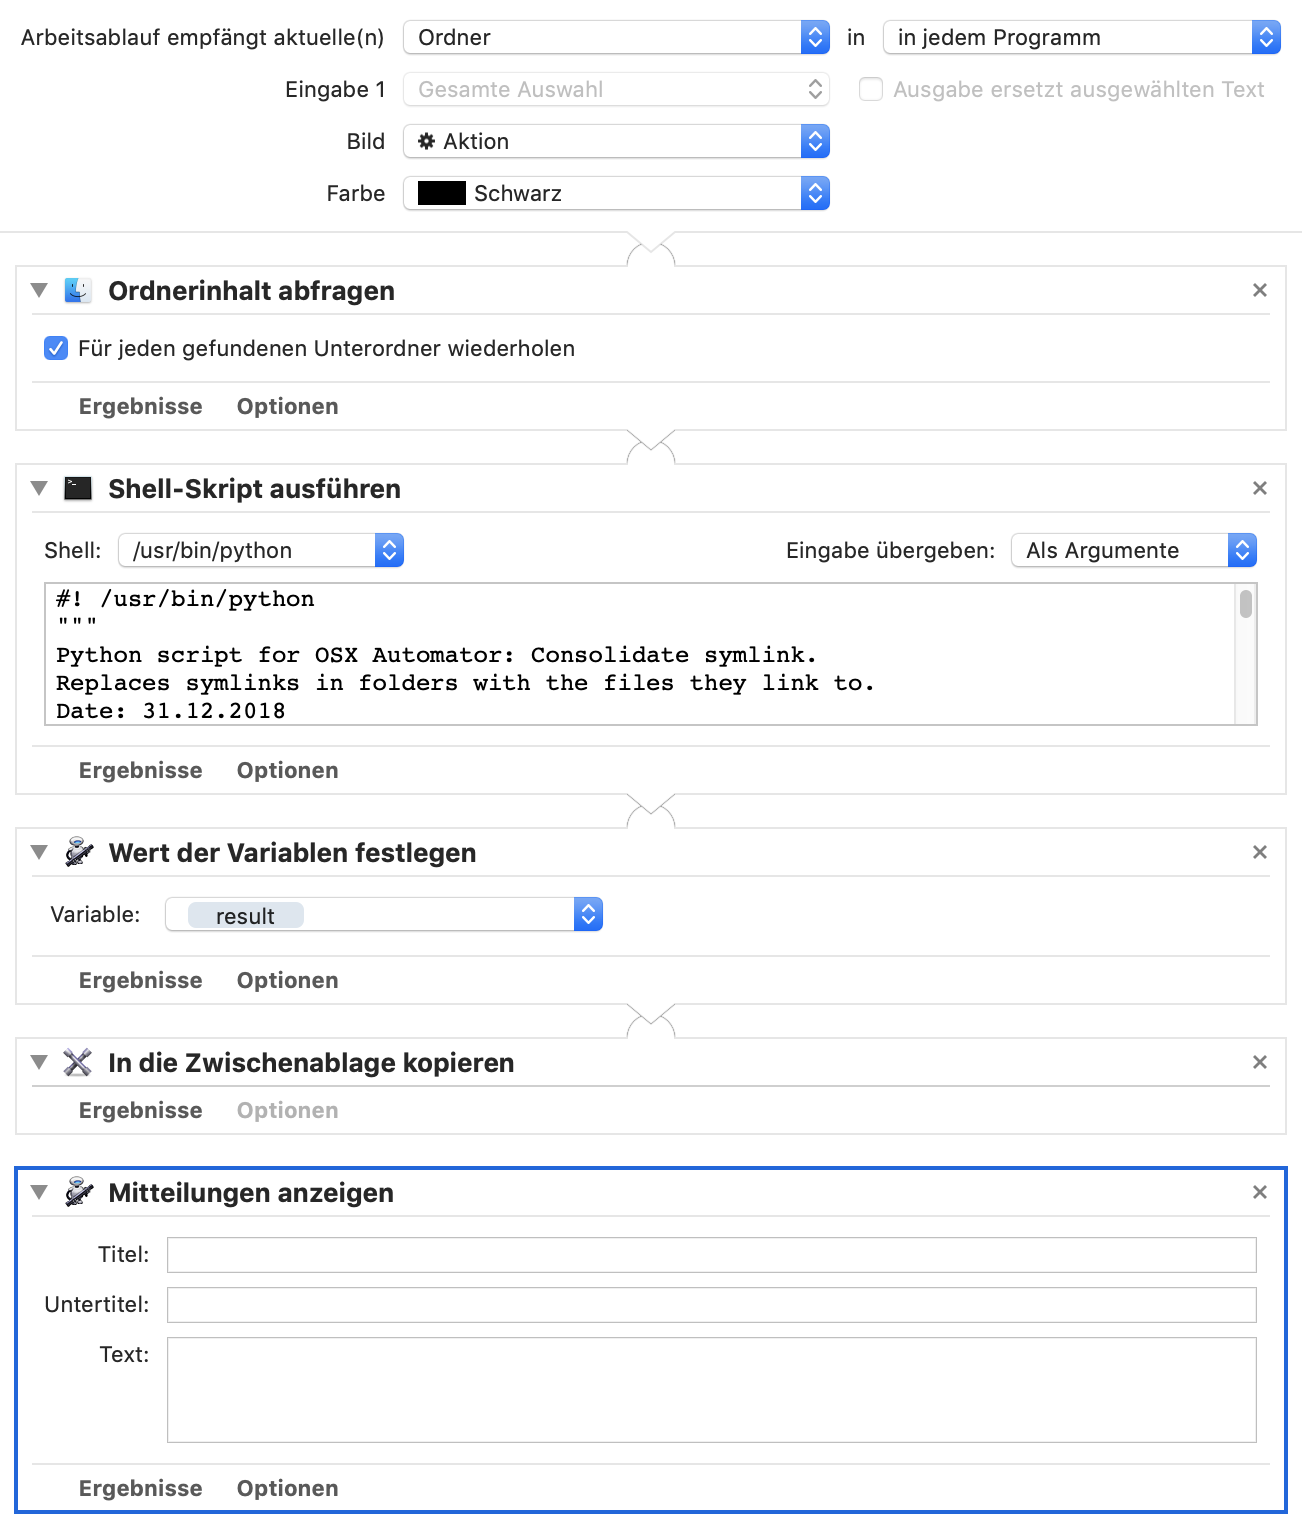 Arbeitsablauf empfängt aktuelle(n) Ordner in in jedem Programm
Eingabe 1 Gesamte Auswahl Ausgabe ersetzt ausgewählten Text
Bild Aktion
Farbe Schwarz
Ordnerinhalt abfragen
Für jeden gefundenen Unterordner wiederholen
Ergebnisse Optionen
Shell-Skript ausführen
Shell: /usr/bin/python Eingabe übergeben: Als Argumente
#! /usr/bin/python
"""
Python script for OSX Automator: Consolidate symlink.
Replaces symlinks in folders with the files they link to.
Date: 31.12.2018
Ergebnisse Optionen
Wert der Variablen festlegen
Variable: result
Ergebnisse Optionen
In die Zwischenablage kopieren
Ergebnisse Optionen
Mitteilungen anzeigen
Titel:
Untertitel:
Text:
Ergebnisse Optionen